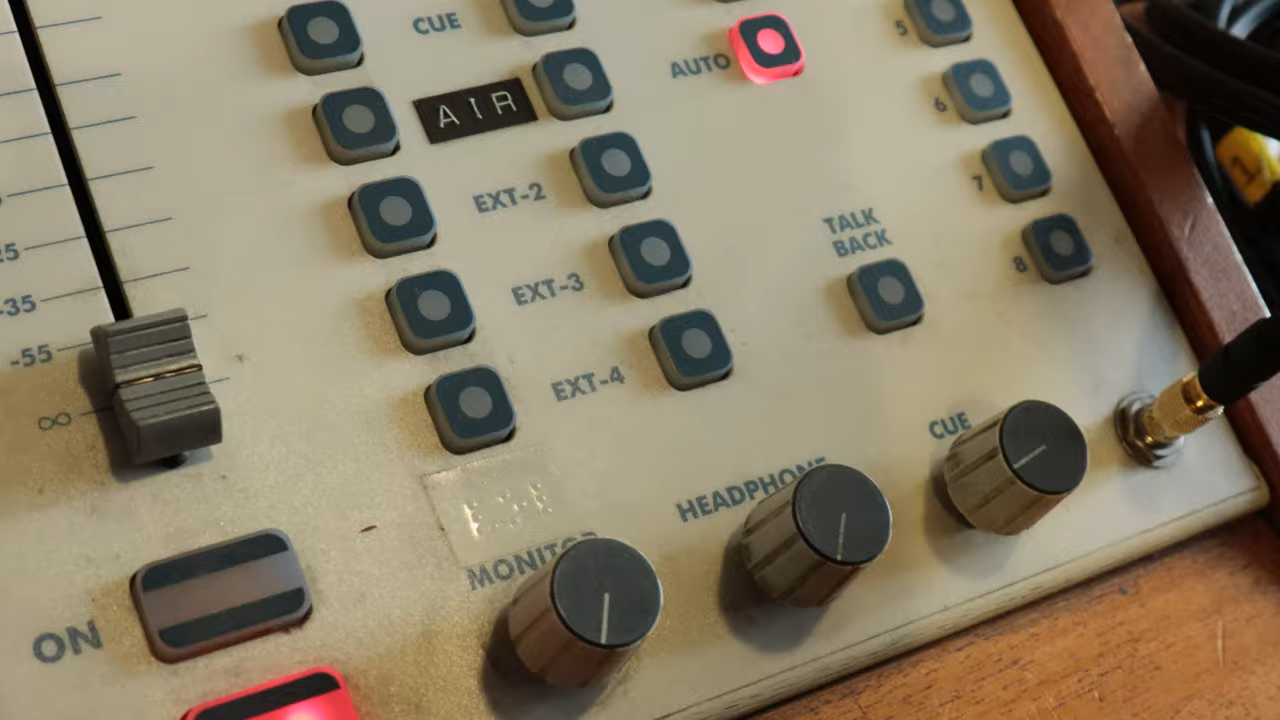 CUE
AUTO
AIR
EXT-2
EXT-3
EXT-4
TALK
BACK
5
6
7
8
-35
-55
∞
CUE
HEADPHONE
MONITOR
ON
1